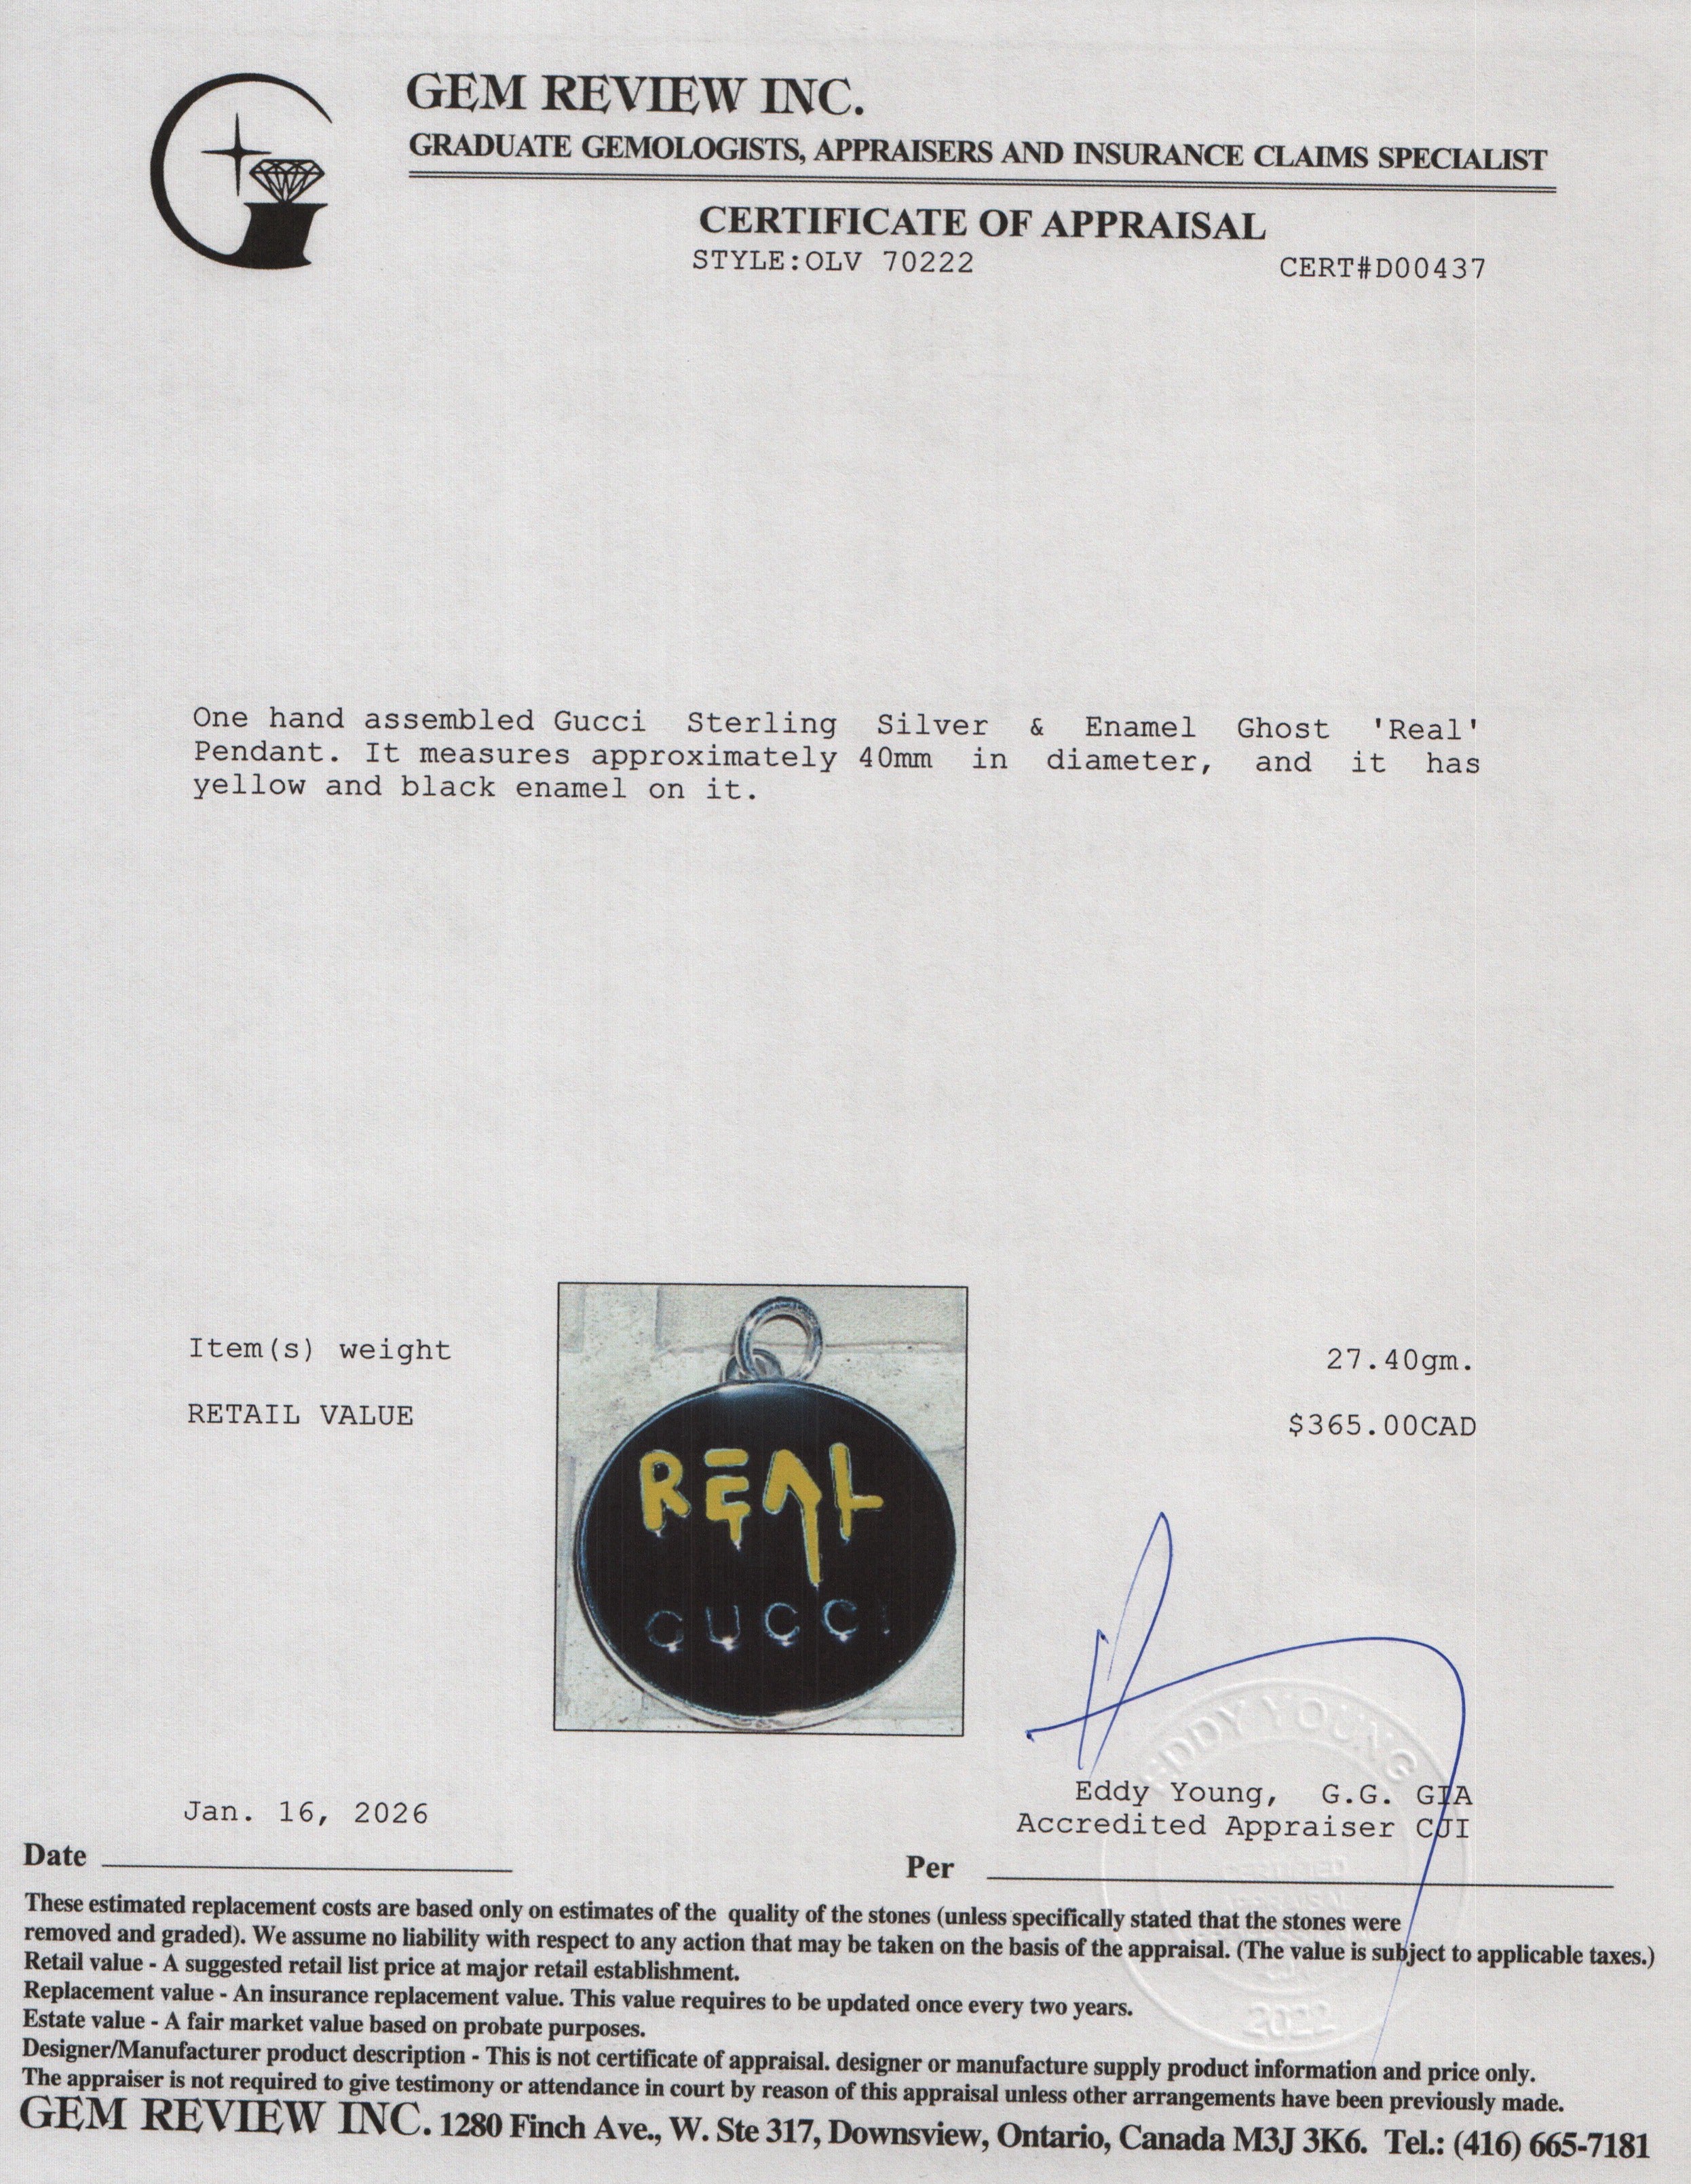 GEM REVIEW INC.
GRADUATE GEMOLOGISTS, APPRAISERS AND INSURANCE CLAIMS SPECIALIST
CERTIFICATE OF APPRAISAL
STYLE:OLV 70222
CERT#D00437
One hand assembled Gucci Sterling Silver & Enamel Ghost 'Real'
Pendant. It measures approximately 40mm in diameter, and it has
yellow and black enamel on it.
Item(s) weight
27.40gm.
RETAIL VALUE
$365.00CAD
REAL
GUCCI
EDDY YOUNG
Eddy Young, G.G. GIA
Accredited Appraiser CJI
Jan. 16, 2026
Date
Per
CERTIFIED
APPRAISAL
2022
These estimated replacement costs are based only on estimates of the quality of the stones (unless specifically stated that the stones were
removed and graded). We assume no liability with respect to any action that may be taken on the basis of the appraisal. (The value is subject to applicable taxes.)
Retail value - A suggested retail list price at major retail establishment.
Replacement value - An insurance replacement value. This value requires to be updated once every two years.
Estate value - A fair market value based on probate purposes.
Designer/Manufacturer product description - This is not certificate of appraisal. designer or manufacture supply product information and price only.
The appraiser is not required to give testimony or attendance in court by reason of this appraisal unless other arrangements have been previously made.
GEM REVIEW INC. 1280 Finch Ave., W. Ste 317, Downsview, Ontario, Canada M3J 3K6. Tel.: (416) 665-7181